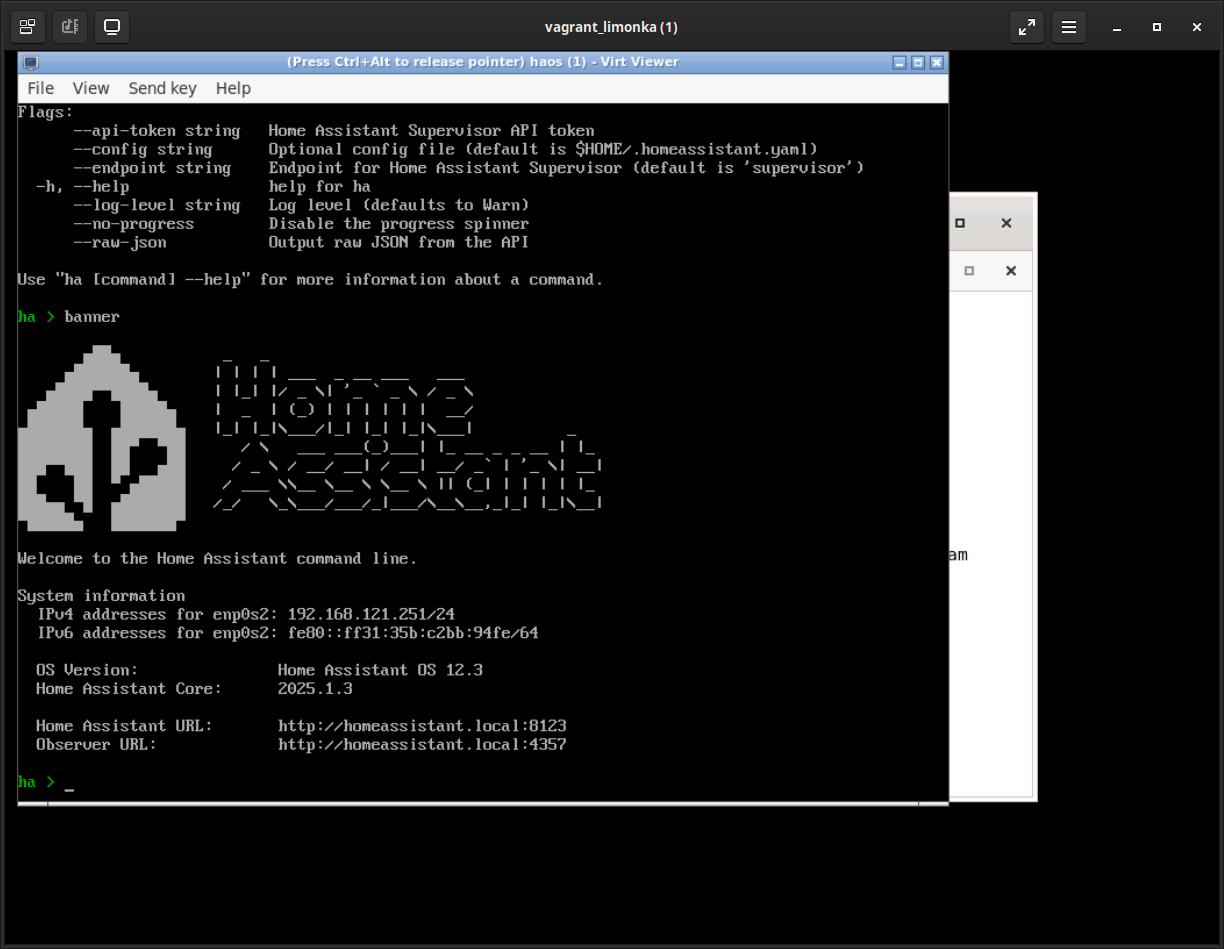 vagrant_limonka (1)
(Press Ctrl+Alt to release pointer) haos (1) - Virt Viewer
File View Send key Help
Flags:
--api-token string Home Assistant Supervisor API token
--config string Optional config file (default is $HOME/.homeassistant.yaml)
--endpoint string Endpoint for Home Assistant Supervisor (default is 'supervisor')
-h, --help help for ha
--log-level string Log level (defaults to Warn)
--no-progress Disable the progress spinner
--raw-json Output raw JSON from the API
Use "ha [command] --help" for more information about a command.
ha > banner
Home
Assistant
am
Welcome to the Home Assistant command line.
System information
IPv4 addresses for enp0s2: 192.168.121.251/24
IPv6 addresses for enp0s2: fe80::ff31:35b:c2bb:94fe/64
OS Version: Home Assistant OS 12.3
Home Assistant Core: 2025.1.3
Home Assistant URL: http://homeassistant.local:8123
Observer URL: http://homeassistant.local:4357
ha > _